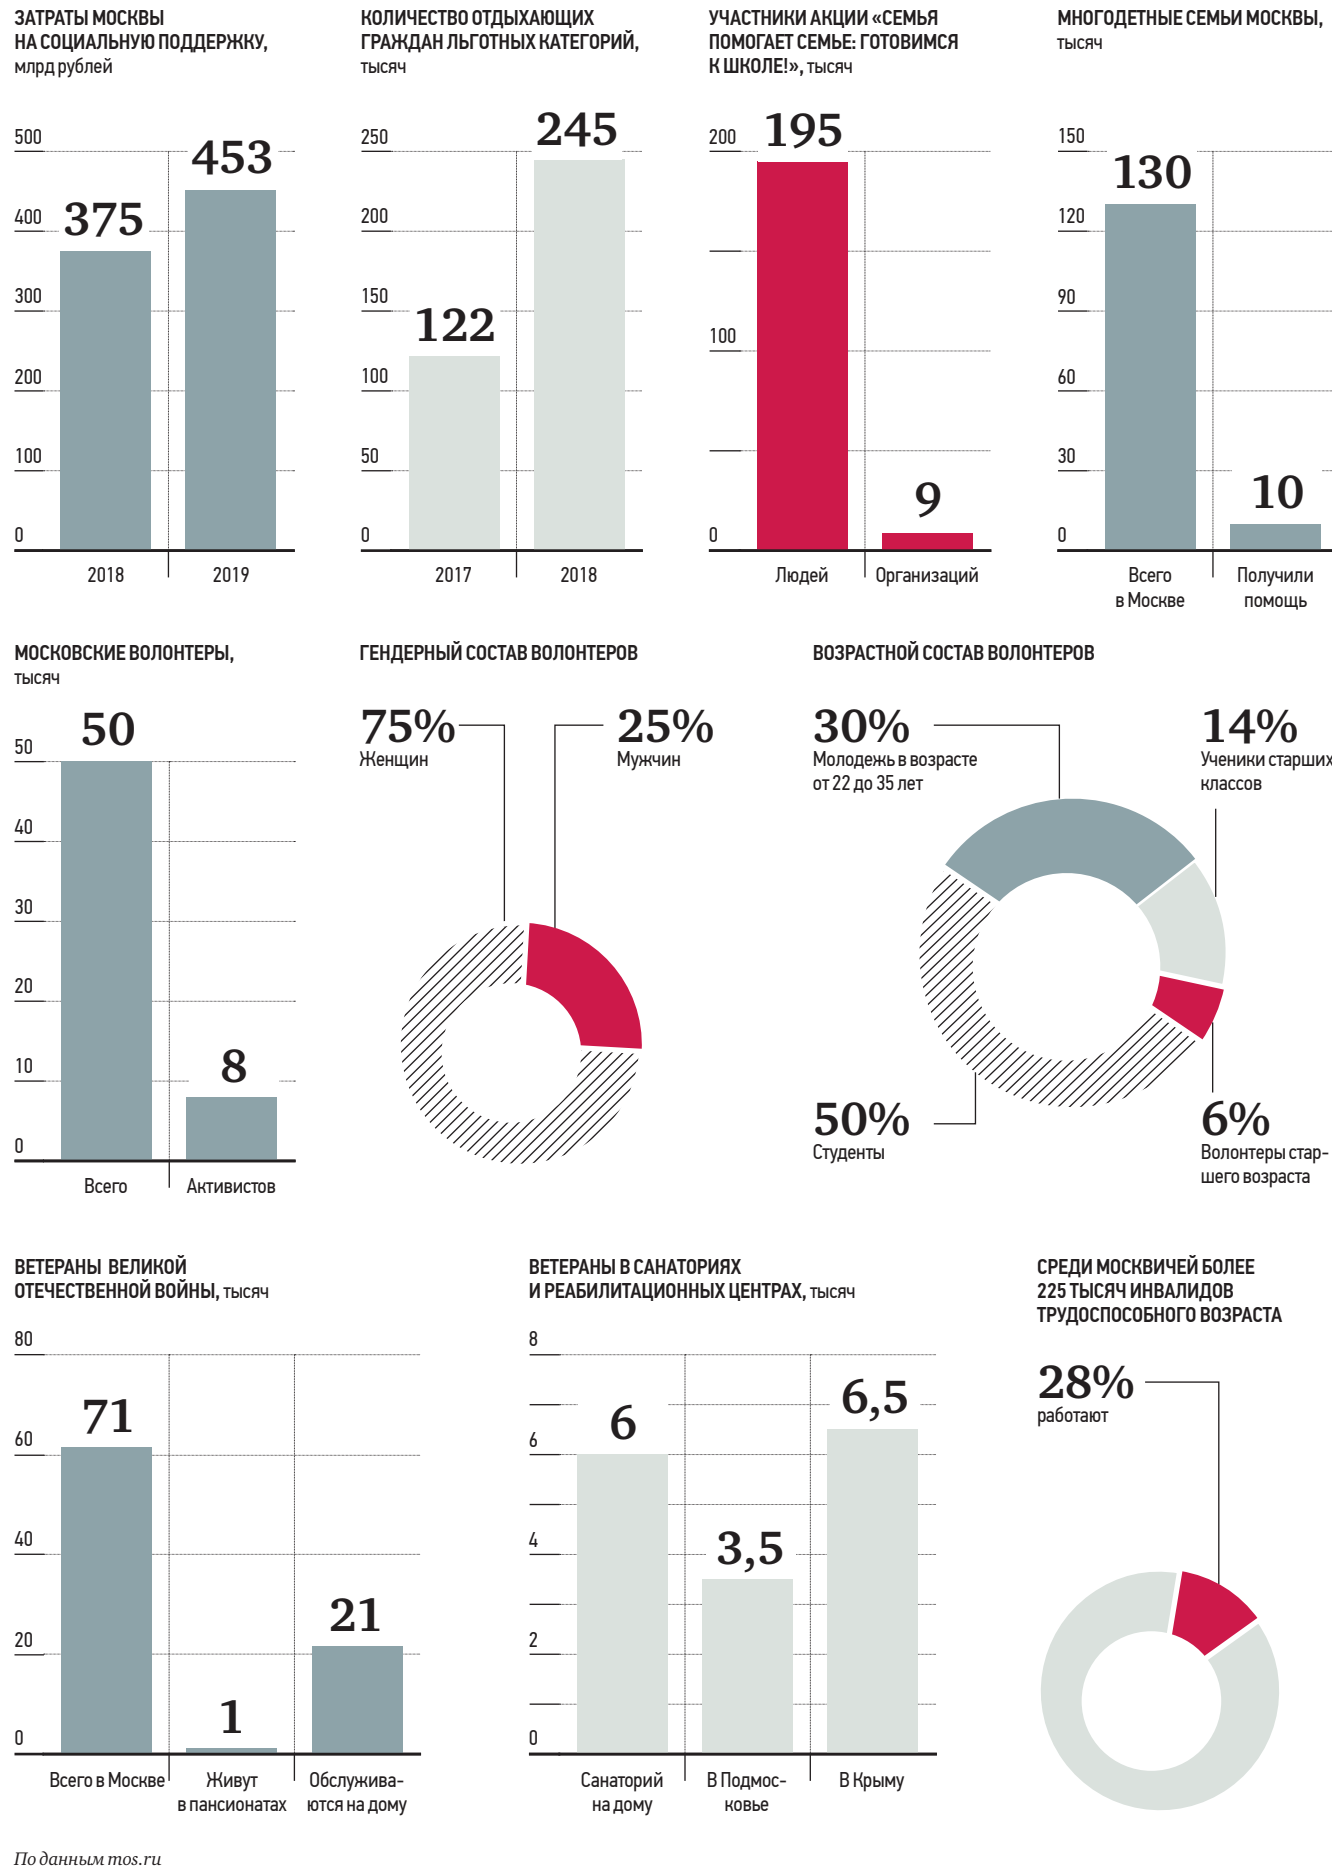 ЗАТРАТЫ МОСКВЫ
НА СОЦИАЛЬНУЮ ПОДДЕРЖКУ,
млрд рублей
500
400
300
200
100
0
375
453
2018
2019
КОЛИЧЕСТВО ОТДЫХАЮЩИХ
ГРАЖДАН ЛЬГОТНЫХ КАТЕГОРИЙ,
тысяч
250
200
150
100
50
0
122
245
2017
2018
УЧАСТНИКИ АКЦИИ «СЕМЬЯ
ПОМОГАЕТ СЕМЬЕ: ГОТОВИМСЯ
К ШКОЛЕ!», тысяч
200
100
0
195
9
Людей
Организаций
МНОГОДЕТНЫЕ СЕМЬИ МОСКВЫ,
тысяч
150
120
90
60
30
0
130
10
Всего
в Москве
Получили
помощь
МОСКОВСКИЕ ВОЛОНТЕРЫ,
тысяч
50
40
30
20
10
0
50
8
Всего
Активистов
ГЕНДЕРНЫЙ СОСТАВ ВОЛОНТЕРОВ
75%
Женщин
25%
Мужчин
ВОЗРАСТНОЙ СОСТАВ ВОЛОНТЕРОВ
30%
Молодежь в возрасте
от 22 до 35 лет
14%
Ученики старших
классов
50%
Студенты
6%
Волонтеры стар-
шего возраста
ВЕТЕРАНЫ ВЕЛИКОЙ
ОТЕЧЕСТВЕННОЙ ВОЙНЫ, тысяч
80
60
40
20
0
71
1
21
Всего в Москве
Живут
в пансионатах
Обслужива-
ются на дому
ВЕТЕРАНЫ В САНАТОРИЯХ
И РЕАБИЛИТАЦИОННЫХ ЦЕНТРАХ, тысяч
8
6
4
2
0
6
3,5
6,5
Санаторий
на дому
В Подмос-
ковье
В Крыму
СРЕДИ МОСКВИЧЕЙ БОЛЕЕ
225 ТЫСЯЧ ИНВАЛИДОВ
ТРУДОСПОСОБНОГО ВОЗРАСТА
28%
работают
По данным mos.ru